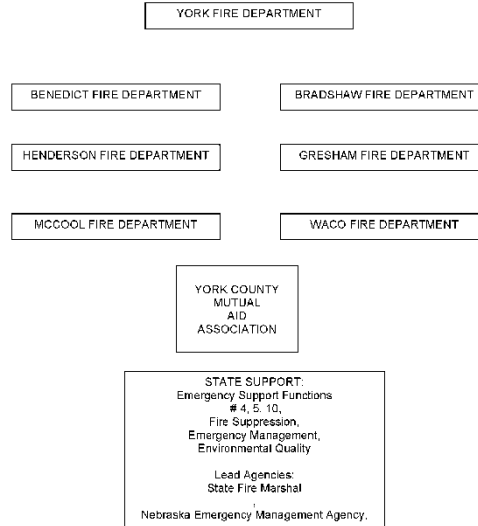 YORK FIRE DEPARTMENT
BENEDICT FIRE DEPARTMENT
BRADSHAW FIRE DEPARTMENT
HENDERSON FIRE DEPARTMENT
GRESHAM FIRE DEPARTMENT
MCCOOL FIRE DEPARTMENT
WACO FIRE DEPARTMENT
YORK COUNTY
MUTUAL
AID
ASSOCIATION
STATE SUPPORT:
Emergency Support Functions
# 4, 5. 10,
Fire Suppression,
Emergency Management,
Environmental Quality
Lead Agencies:
State Fire Marshal
,
Nebraska Emergency Management Agency,